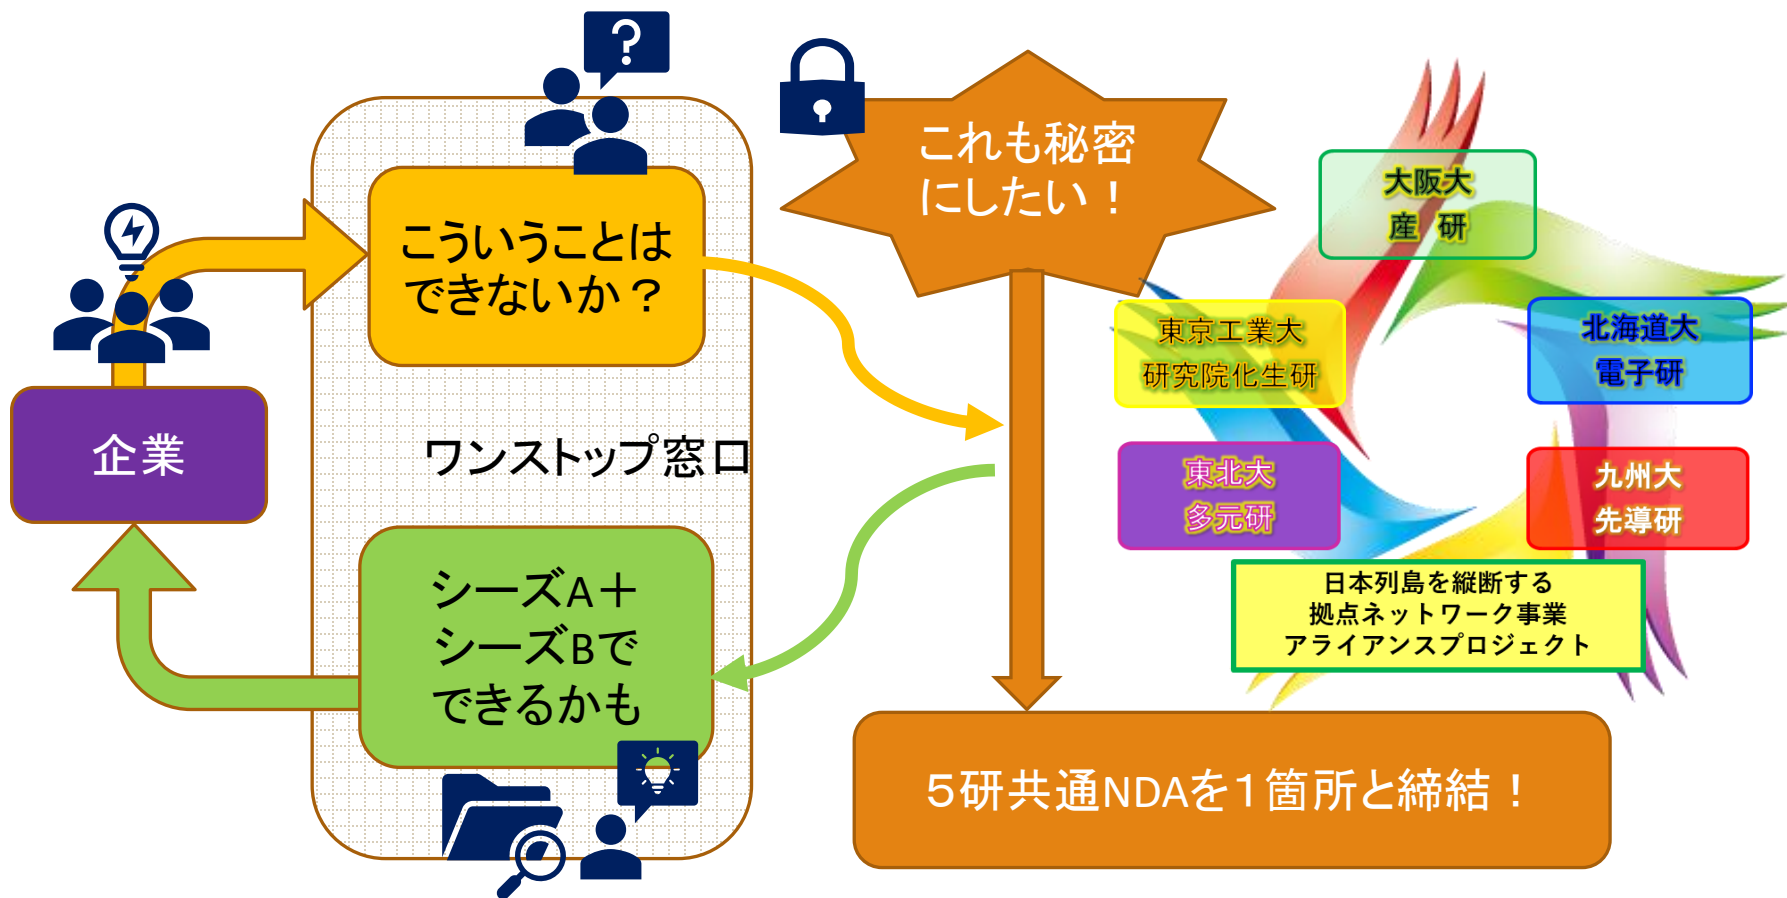 ?
こういうことは
できないか？
これも秘密
にしたい！
大阪大
産 研
東京工業大
研究院化生研
北海道大
電子研
企業
ワンストップ窓口
東北大
多元研
九州大
先導研
シーズA＋
シーズBで
できるかも
日本列島を縦断する
拠点ネットワーク事業
アライアンスプロジェクト
５研共通NDAを１箇所と締結！